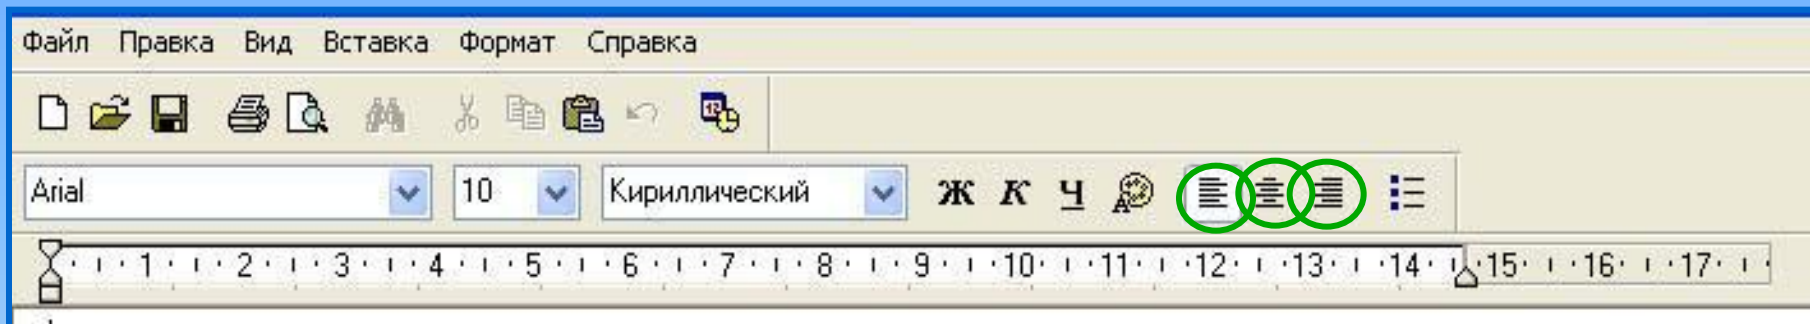 Файл Правка Вид Вставка Формат Справка
12
Arial 10 Кириллический Ж К Ч
1 2 3 4 5 6 7 8 9 10 11 12 13 14 15 16 17